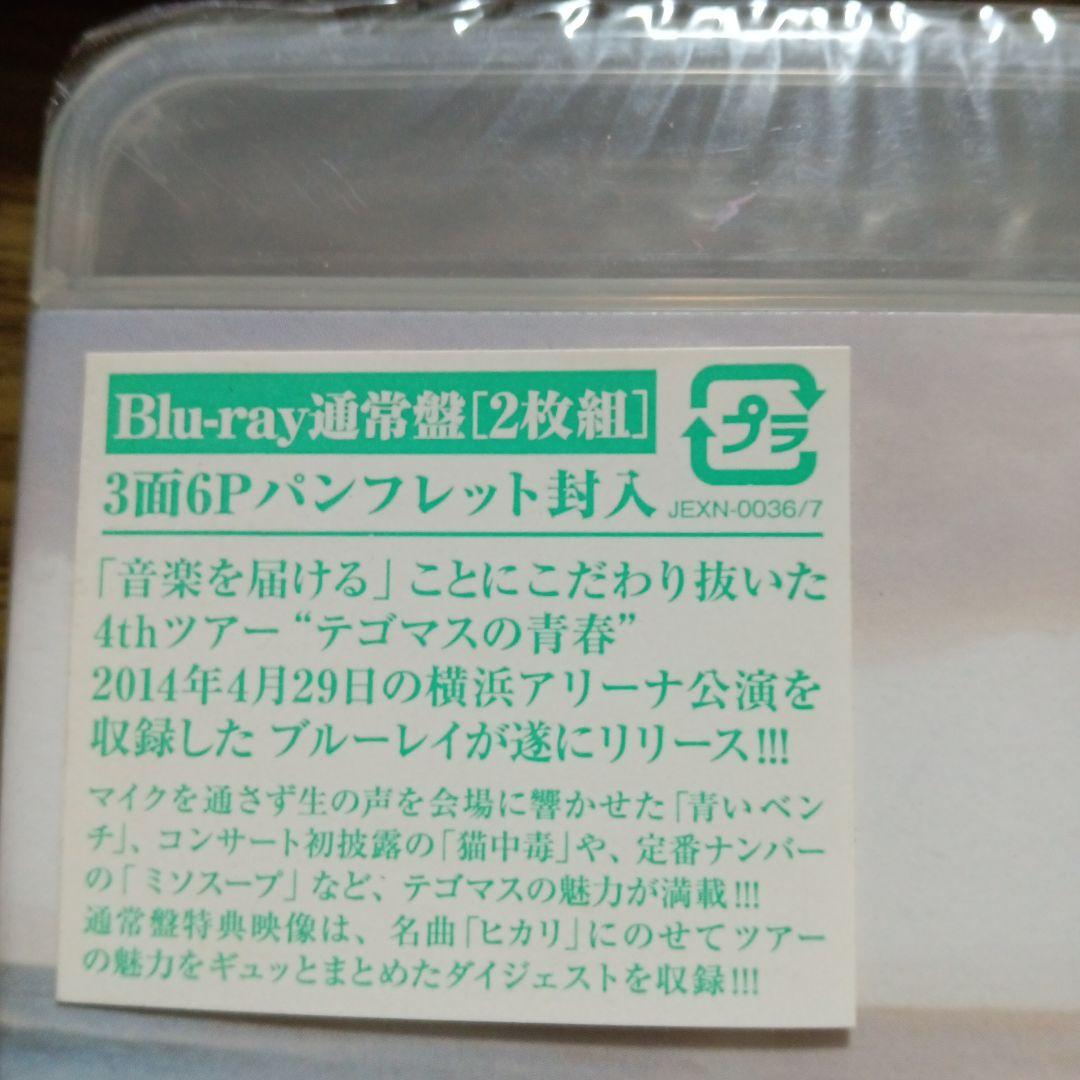 Blu-ray通常盤[2枚組]
プラ
3面6Pパンフレット封入
JEXN-0036/7
「音楽を届ける」ことにこだわり抜いた
4thツアー“テゴマスの青春”
2014年4月29日の横浜アリーナ公演を
収録した ブルーレイが遂にリリース!!!
マイクを通さず生の声を会場に響かせた「青いベン
チ」、コンサート初披露の「猫中毒」や、定番ナンバー
の「ミソスープ」など、テゴマスの魅力が満載!!!
通常盤特典映像は、名曲「ヒカリ」にのせてツアー
の魅力をギュッとまとめたダイジェストを収録!!!